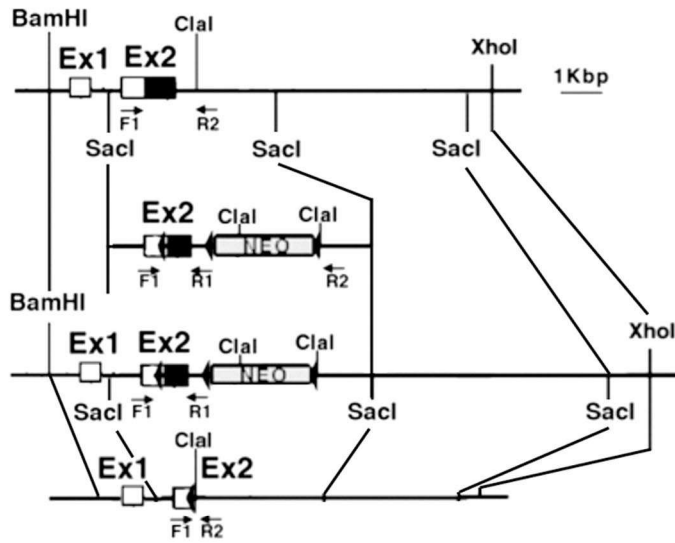 BamHI
ClaI
XhoI
Ex1 Ex2
1Kbp
F1 R2
SacI SacI SacI
Ex2 ClaI ClaI
NEO
F1 R1 R2
BamHI
XhoI
Ex1 Ex2 ClaI ClaI
NEO
F1 R1
SacI SacI SacI
ClaI
Ex1 Ex2
F1 R2